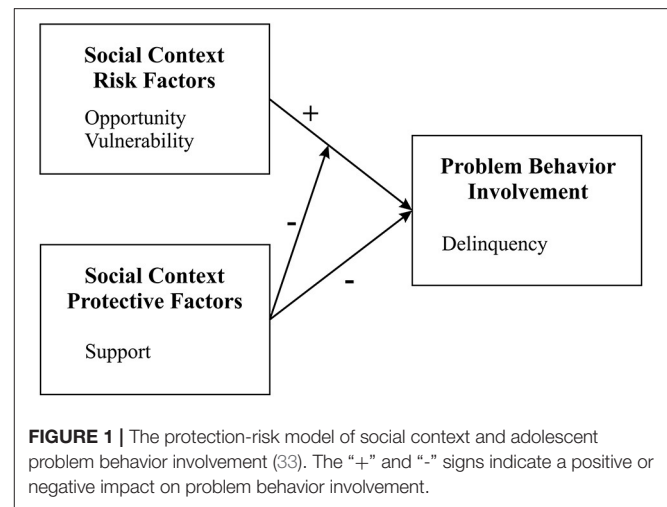 Social Context
Risk Factors
Opportunity
Vulnerability
+
Problem Behavior
Involvement
Delinquency
-
-
Social Context
Protective Factors
Support
FIGURE 1 | The protection-risk model of social context and adolescent
problem behavior involvement (33). The “+” and “-” signs indicate a positive or
negative impact on problem behavior involvement.